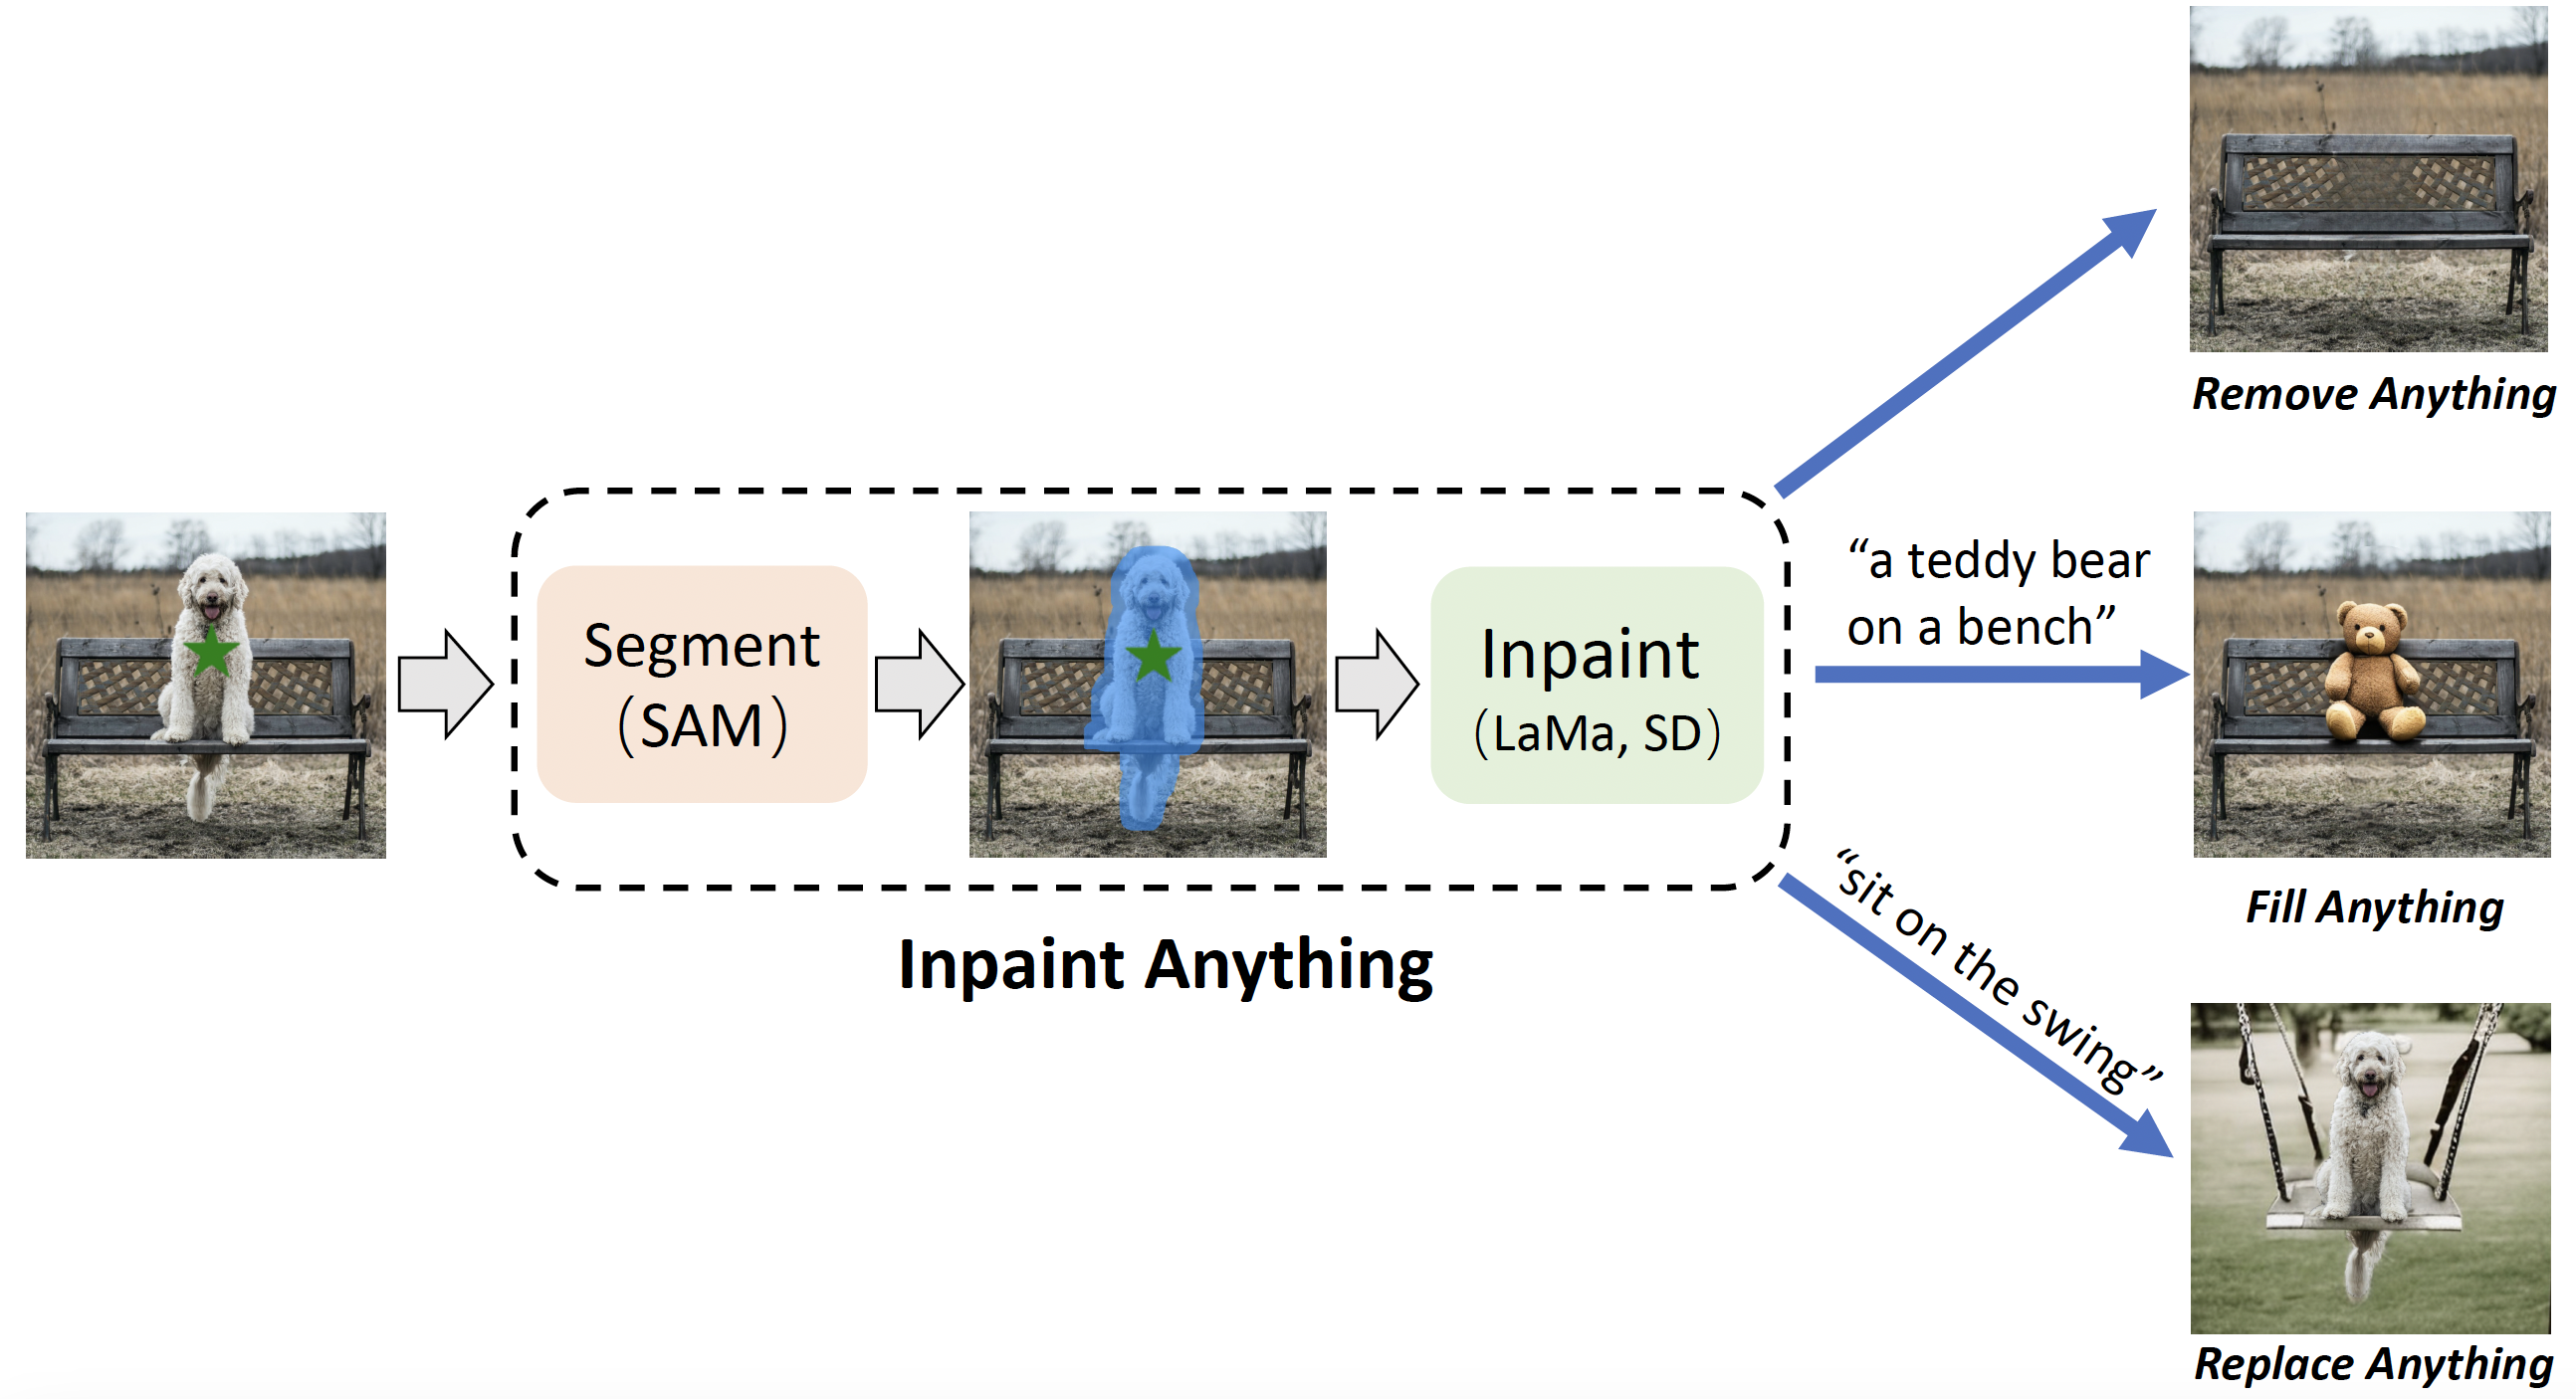 Segment
(SAM)
Inpaint
(LaMa, SD)
Inpaint Anything
Remove Anything
“a teddy bear
on a bench”
Fill Anything
“sit on the swing”
Replace Anything